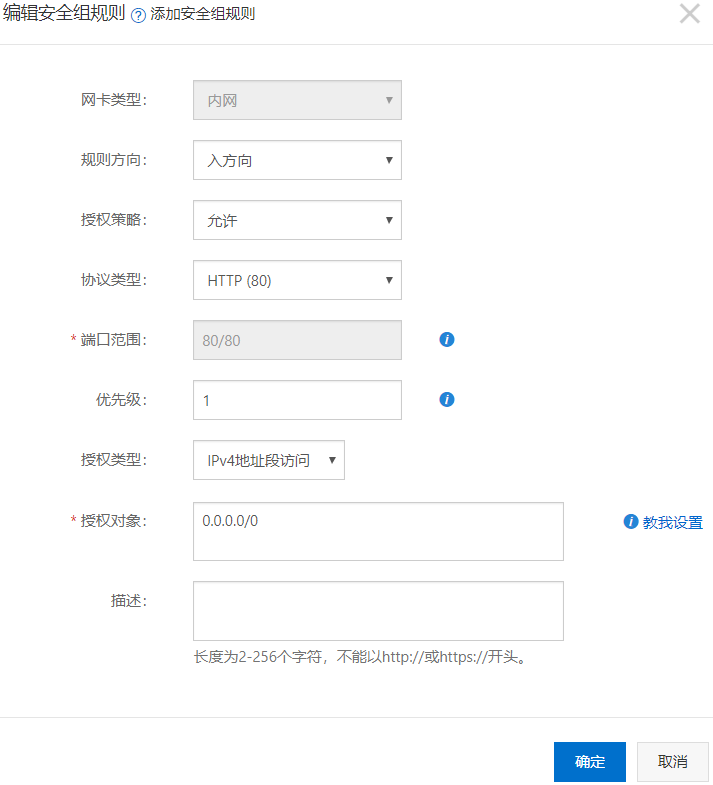 编辑安全组规则 ? 添加安全组规则
网卡类型： 内网
规则方向： 入方向
授权策略： 允许
协议类型： HTTP (80)
* 端口范围： 80/80
优先级： 1
授权类型： IPv4地址段访问
* 授权对象： 0.0.0.0/0 教我设置
描述：
长度为2-256个字符，不能以http://或https://开头。
确定 取消